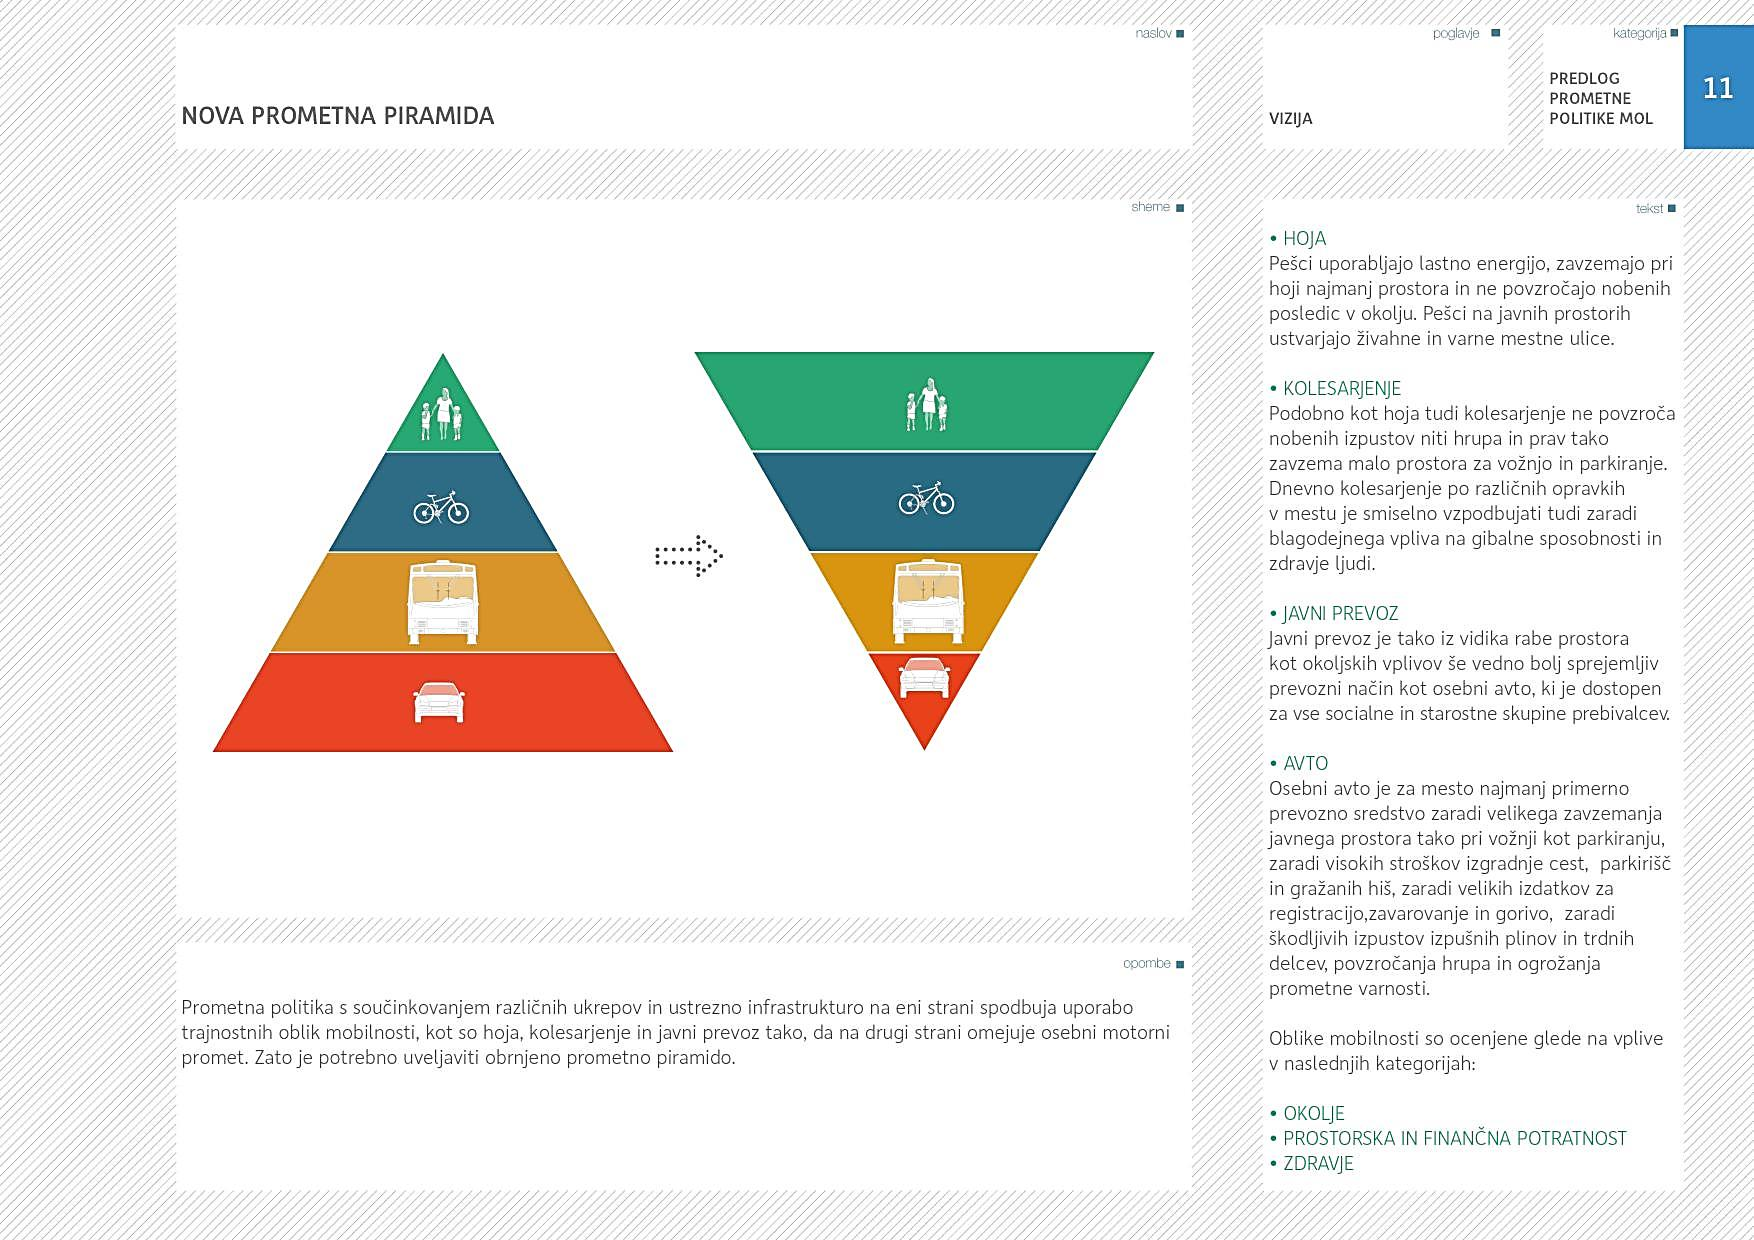 naslov
NOVA PROMETNA PIRAMIDA
poglavje
VIZIJA
kategorija
PREDLOG
PROMETNE
POLITIKE MOL
11
sheme
tekst
• HOJA
Pešci uporabljajo lastno energijo, zavzemajo pri
hoji najmanj prostora in ne povzročajo nobenih
posledic v okolju. Pešci na javnih prostorih
ustvarjajo živahne in varne mestne ulice.
• KOLESARJENJE
Podobno kot hoja tudi kolesarjenje ne povzroča
nobenih izpustov niti hrupa in prav tako
zavzema malo prostora za vožnjo in parkiranje.
Dnevno kolesarjenje po različnih opravkih
v mestu je smiselno vzpodbujati tudi zaradi
blagodejnega vpliva na gibalne sposobnosti in
zdravje ljudi.
• JAVNI PREVOZ
Javni prevoz je tako iz vidika rabe prostora
kot okoljskih vplivov še vedno bolj sprejemljiv
prevozni način kot osebni avto, ki je dostopen
za vse socialne in starostne skupine prebivalcev.
• AVTO
Osebni avto je za mesto najmanj primerno
prevozno sredstvo zaradi velikega zavzemanja
javnega prostora tako pri vožnji kot parkiranju,
zaradi visokih stroškov izgradnje cest,  parkirišč
in gražanih hiš, zaradi velikih izdatkov za
registracijo,zavarovanje in gorivo,  zaradi
škodljivih izpustov izpušnih plinov in trdnih
delcev, povzročanja hrupa in ogrožanja
prometne varnosti.
Oblike mobilnosti so ocenjene glede na vplive
v naslednjih kategorijah:
• OKOLJE
• PROSTORSKA IN FINANČNA POTRATNOST
• ZDRAVJE
opombe
Prometna politika s součinkovanjem različnih ukrepov in ustrezno infrastrukturo na eni strani spodbuja uporabo
trajnostnih oblik mobilnosti, kot so hoja, kolesarjenje in javni prevoz tako, da na drugi strani omejuje osebni motorni
promet. Zato je potrebno uveljaviti obrnjeno prometno piramido.